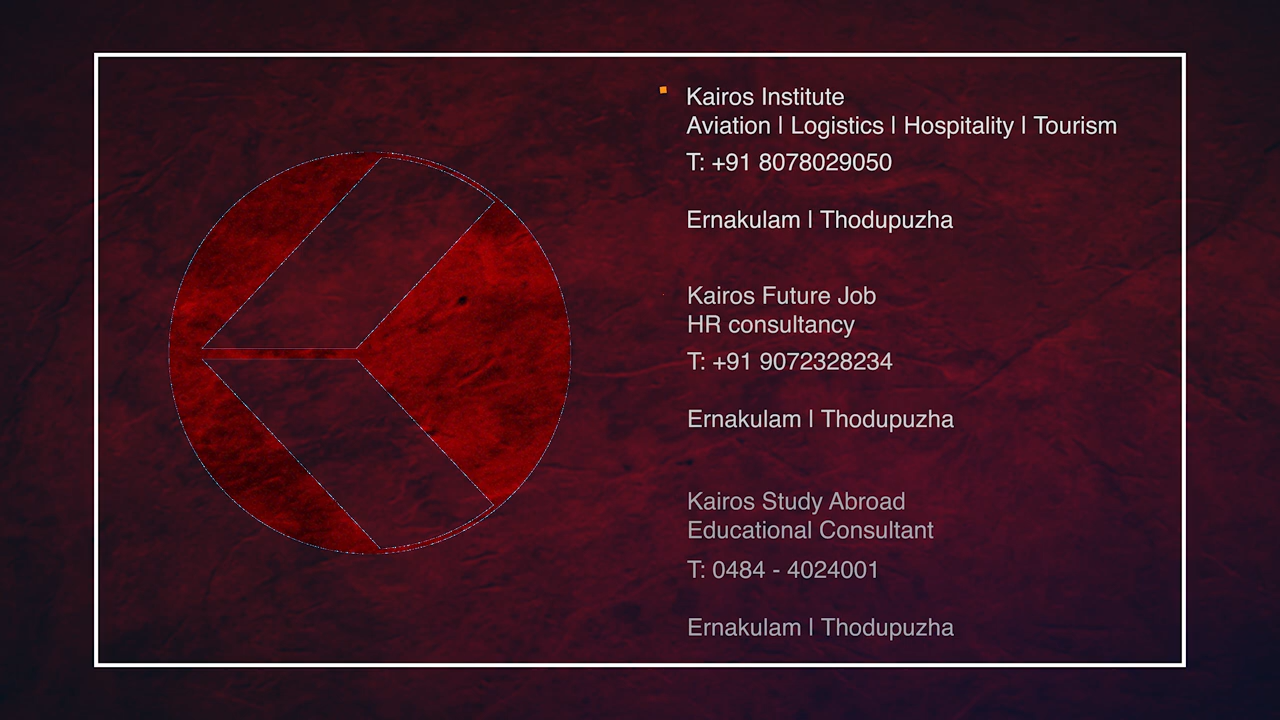 Kairos Institute
Aviation | Logistics | Hospitality | Tourism
T: +91 8078029050
Ernakulam | Thodupuzha
Kairos Future Job
HR consultancy
T: +91 9072328234
Ernakulam | Thodupuzha
Kairos Study Abroad
Educational Consultant
T: 0484 - 4024001
Ernakulam | Thodupuzha